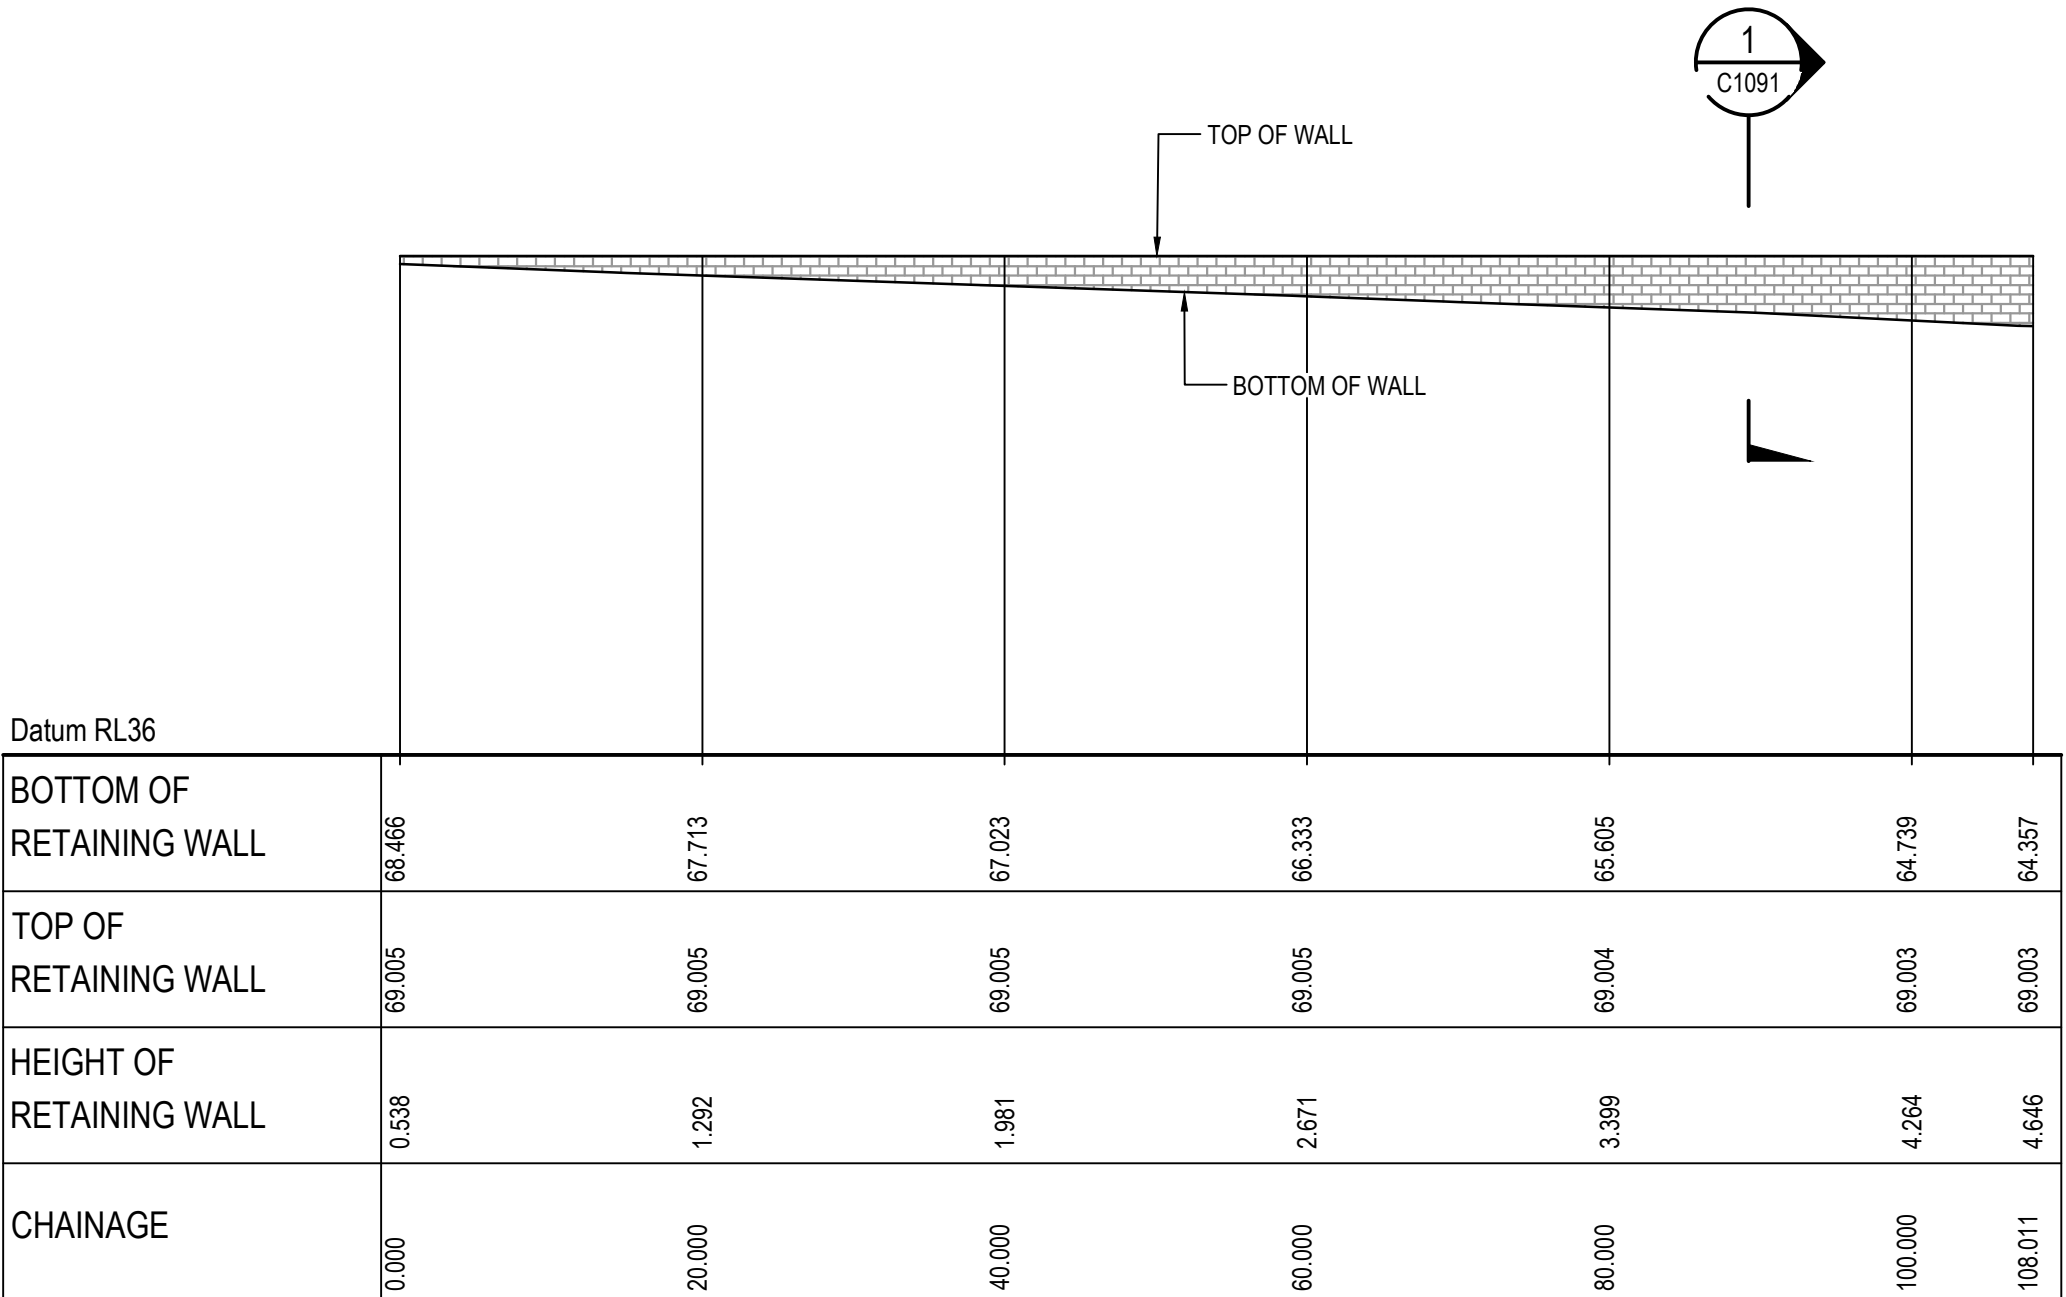 1
C1091
TOP OF WALL
BOTTOM OF WALL
Datum RL36
BOTTOM OF
RETAINING WALL
68.466
67.713
67.023
66.333
65.605
64.739
64.357
TOP OF
RETAINING WALL
69.005
69.005
69.005
69.005
69.004
69.003
69.003
HEIGHT OF
RETAINING WALL
0.538
1.292
1.981
2.671
3.399
4.264
4.646
CHAINAGE
0.000
20.000
40.000
60.000
80.000
100.000
108.011